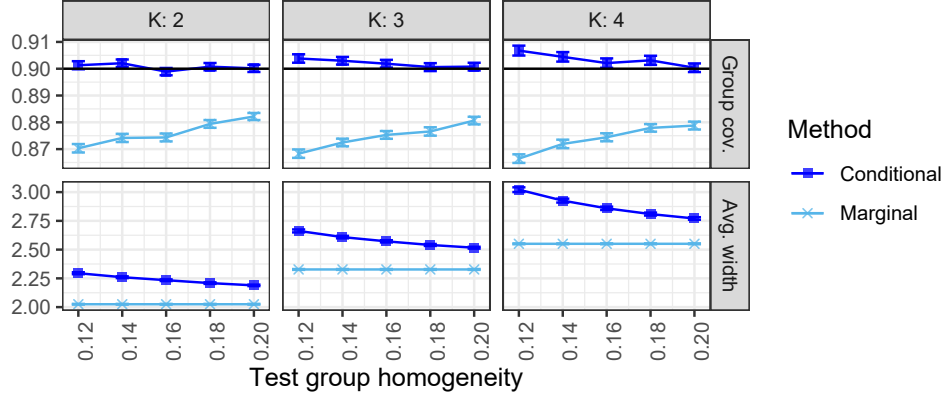 K: 2 K: 3 K: 4
0.91
0.90
0.89
0.88
0.87
Group cov.
3.00
2.75
2.50
2.25
2.00
Avg. width
0.12 0.14 0.16 0.18 0.20 0.12 0.14 0.16 0.18 0.20 0.12 0.14 0.16 0.18 0.20
Test group homogeneity
Method
Conditional
Marginal